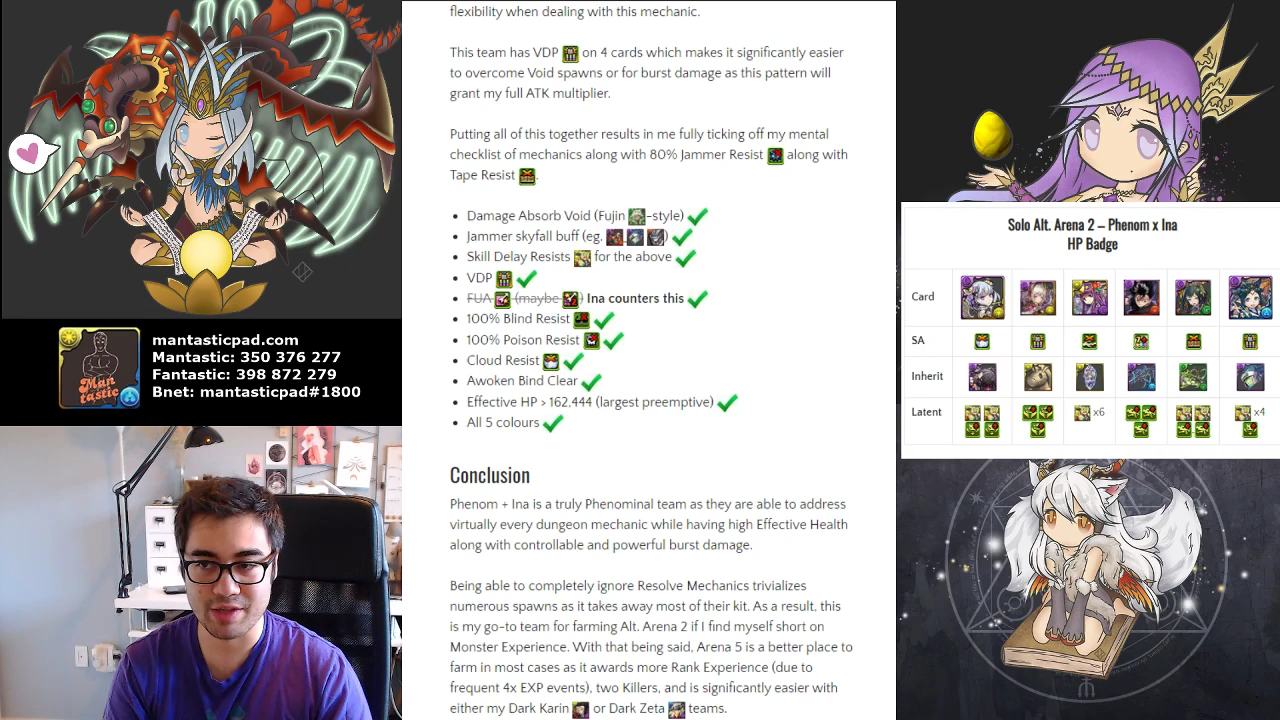 flexibility when dealing with this mechanic.
This team has VDP on 4 cards which makes it significantly easier
to overcome Void spawns or for burst damage as this pattern will
grant my full ATK multiplier.
Putting all of this together results in me fully ticking off my mental
checklist of mechanics along with 80% Jammer Resist along with
Tape Resist .
Damage Absorb Void (Fujin -style)
Jammer skyfall buff (eg. )
Skill Delay Resists for the above
VDP
FUA (maybe ) Ina counters this
100% Blind Resist
100% Poison Resist
Cloud Resist
Awoken Bind Clear
Effective HP > 162,444 (largest preemptive)
All 5 colours
Conclusion
Phenom + Ina is a truly Phenominal team as they are able to address
virtually every dungeon mechanic while having high Effective Health
along with controllable and powerful burst damage.
Being able to completely ignore Resolve Mechanics trivializes
numerous spawns as it takes away most of their kit. As a result, this
is my go-to team for farming Alt. Arena 2 if I find myself short on
Monster Experience. With that being said, Arena 5 is a better place to
farm in most cases as it awards more Rank Experience (due to
frequent 4x EXP events), two Killers, and is significantly easier with
either my Dark Karin or Dark Zeta teams.
Man
tastic
mantasticpad.com
Mantastic: 350 376 277
Fantastic: 398 872 279
Bnet: mantasticpad#1800
Solo Alt. Arena 2 – Phenom x Ina
HP Badge
Card
SA
Inherit
Latent x6 x4